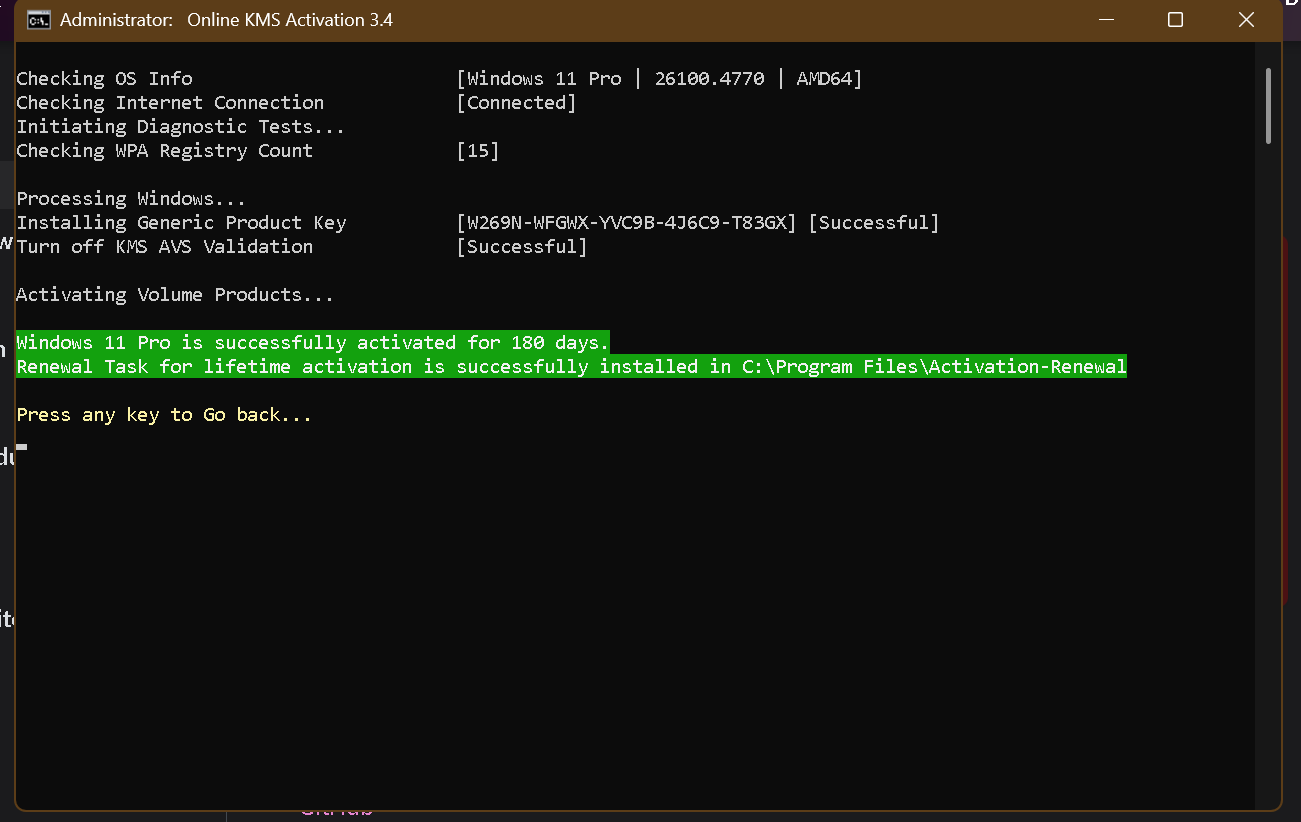 Administrator: Online KMS Activation 3.4
Checking OS Info [Windows 11 Pro | 26100.4770 | AMD64]
Checking Internet Connection [Connected]
Initiating Diagnostic Tests...
Checking WPA Registry Count [15]
Processing Windows...
Installing Generic Product Key [W269N-WFGWX-YVC9B-4J6C9-T83GX] [Successful]
Turn off KMS AVS Validation [Successful]
Activating Volume Products...
Windows 11 Pro is successfully activated for 180 days.
Renewal Task for lifetime activation is successfully installed in C:\Program Files\Activation-Renewal
Press any key to Go back...